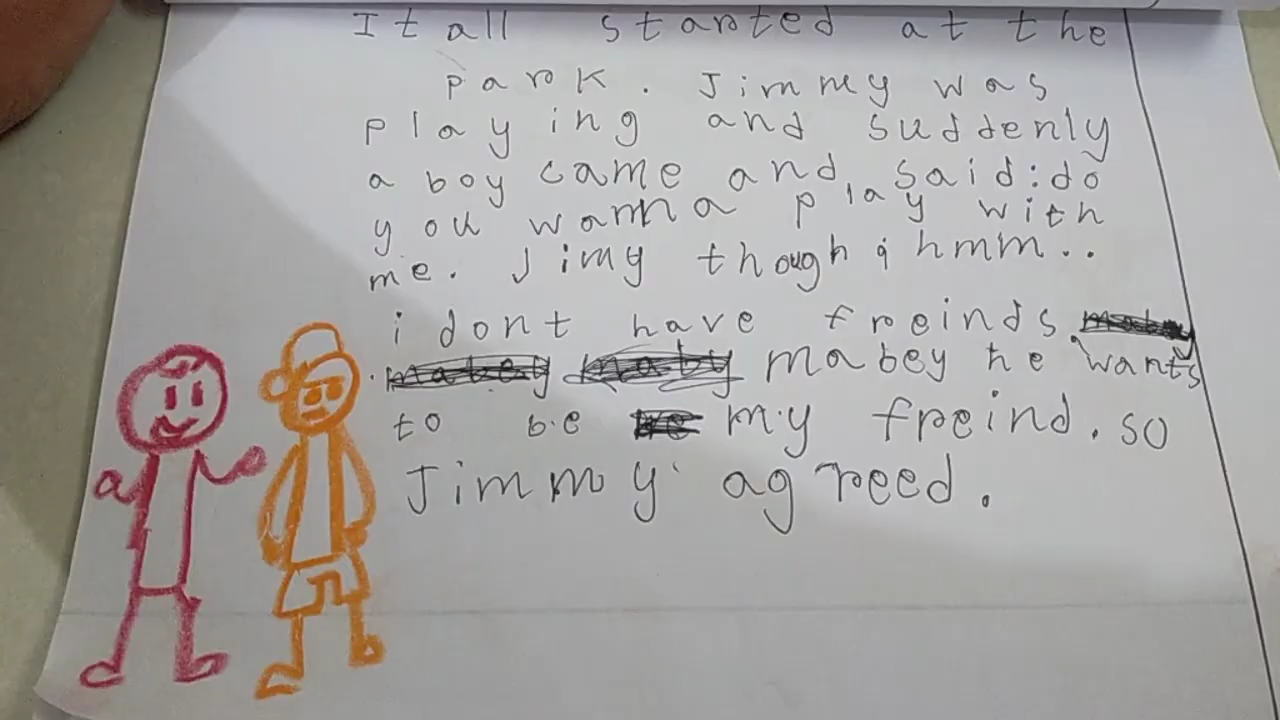 It all started at the
park. Jimmy was
playing and suddenly
a boy came and said:do
you wanna play with
me. Jimy though hmm..
i dont have freinds
mabey he wants
to be my freind. so
Jimmy agreed.